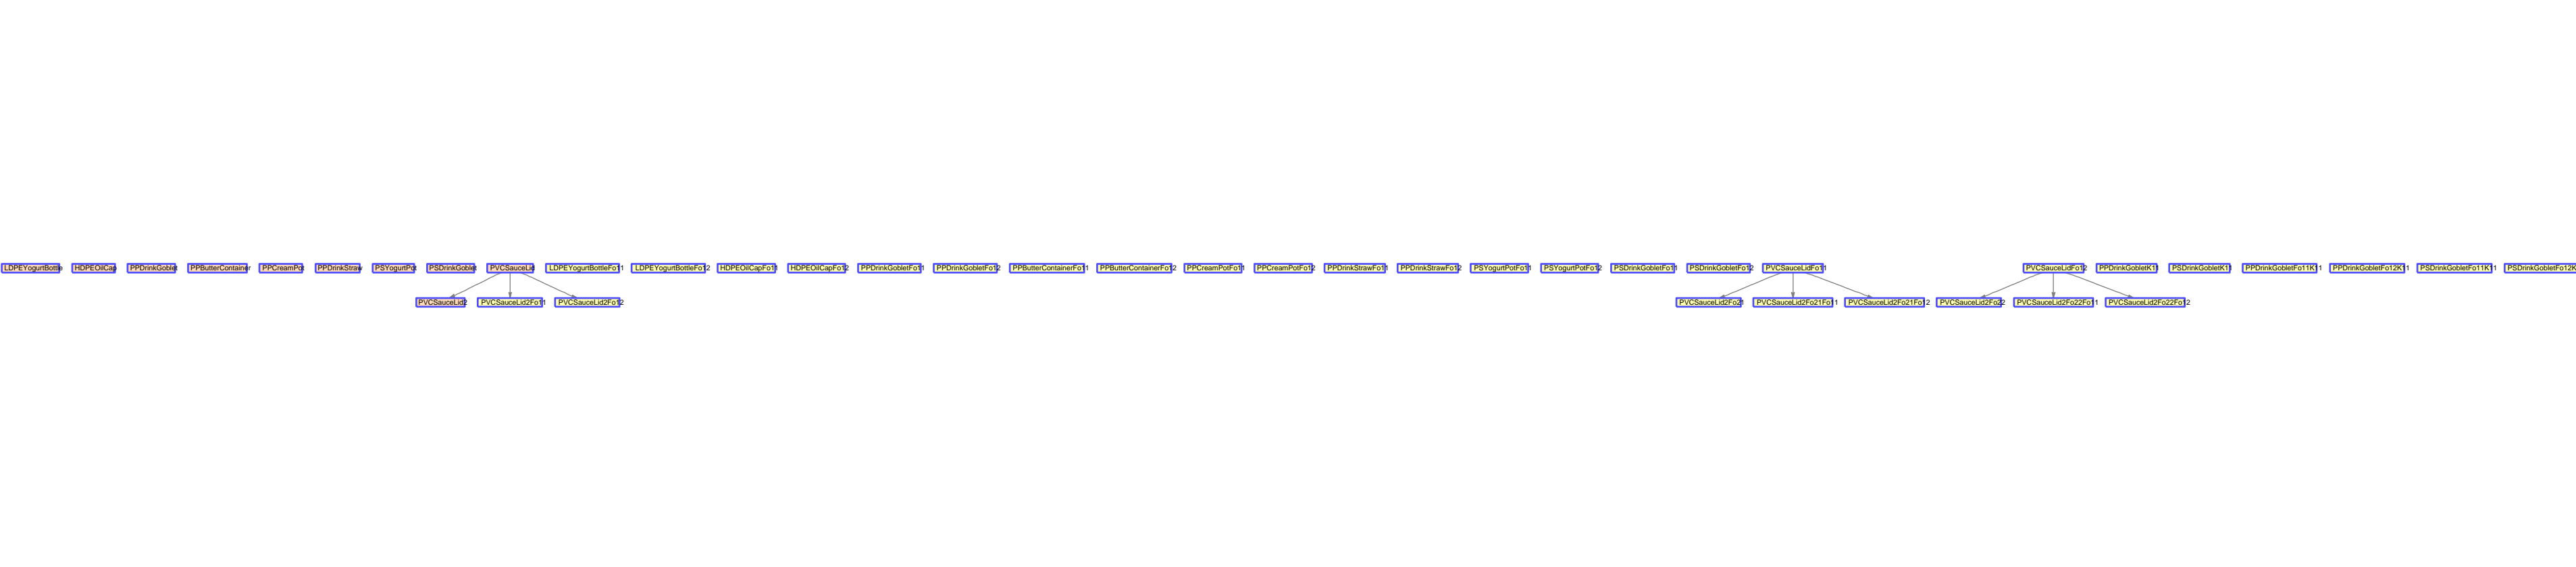 LDPEYogurtBottle
HDPEOilCap
PPDrinkGoblet
PPButterContainer
PPCreamPot
PPDrinkStraw
PSYogurtPot
PSDrinkGoblet
PVCSauceLid
LDPEYogurtBottleFo11
LDPEYogurtBottleFo12
HDPEOilCapFo11
HDPEOilCapFo12
PPDrinkGobletFo11
PPDrinkGobletFo12
PPButterContainerFo11
PPButterContainerFo12
PPCreamPotFo11
PPCreamPotFo12
PPDrinkStrawFo11
PPDrinkStrawFo12
PSYogurtPotFo11
PSYogurtPotFo12
PSDrinkGobletFo11
PSDrinkGobletFo12
PVCSauceLidFo11
PVCSauceLidFo12
PPDrinkGobletK11
PSDrinkGobletK11
PPDrinkGobletFo11K11
PPDrinkGobletFo12K11
PSDrinkGobletFo11K11
PSDrinkGobletFo12K
PVCSauceLid2
PVCSauceLid2Fo11
PVCSauceLid2Fo12
PVCSauceLid2Fo21
PVCSauceLid2Fo21Fo11
PVCSauceLid2Fo21Fo12
PVCSauceLid2Fo22
PVCSauceLid2Fo22Fo11
PVCSauceLid2Fo22Fo12